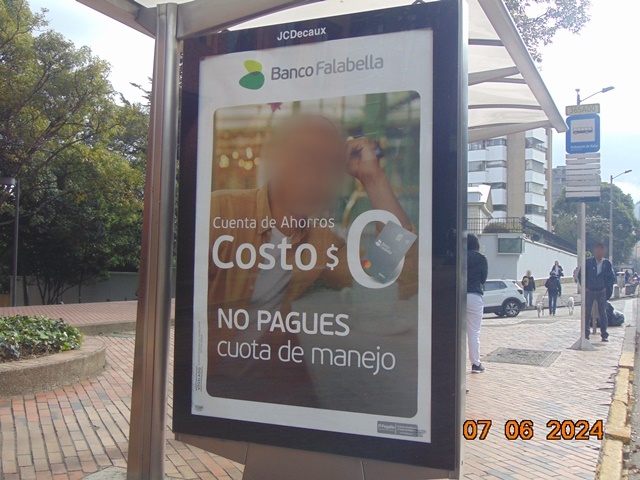 JCDecaux
Banco Falabella
Cuenta de Ahorros
Costo $0
NO PAGUES
cuota de manejo
07 06 2024